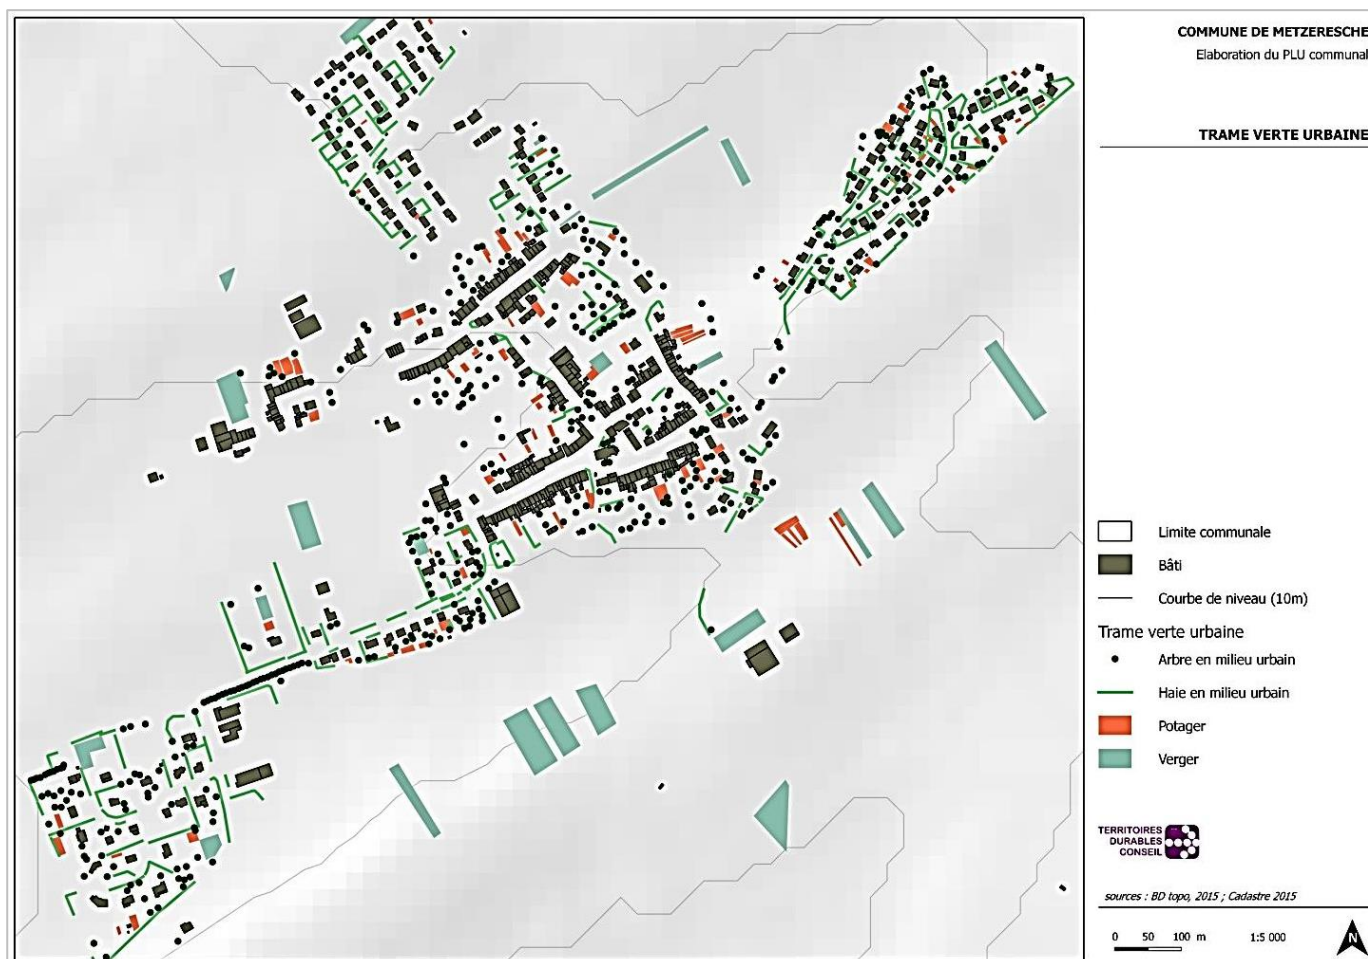 COMMUNE DE METZERESCHE
Elaboration du PLU communal
TRAME VERTE URBAINE
Limite communale
Bâti
Courbe de niveau (10m)
Trame verte urbaine
Arbre en milieu urbain
Haie en milieu urbain
Potager
Verger
TERRITOIRES
DURABLES
CONSEIL
sources : BD topo, 2015 ; Cadastre 2015
0 50 100 m 1:5 000
N